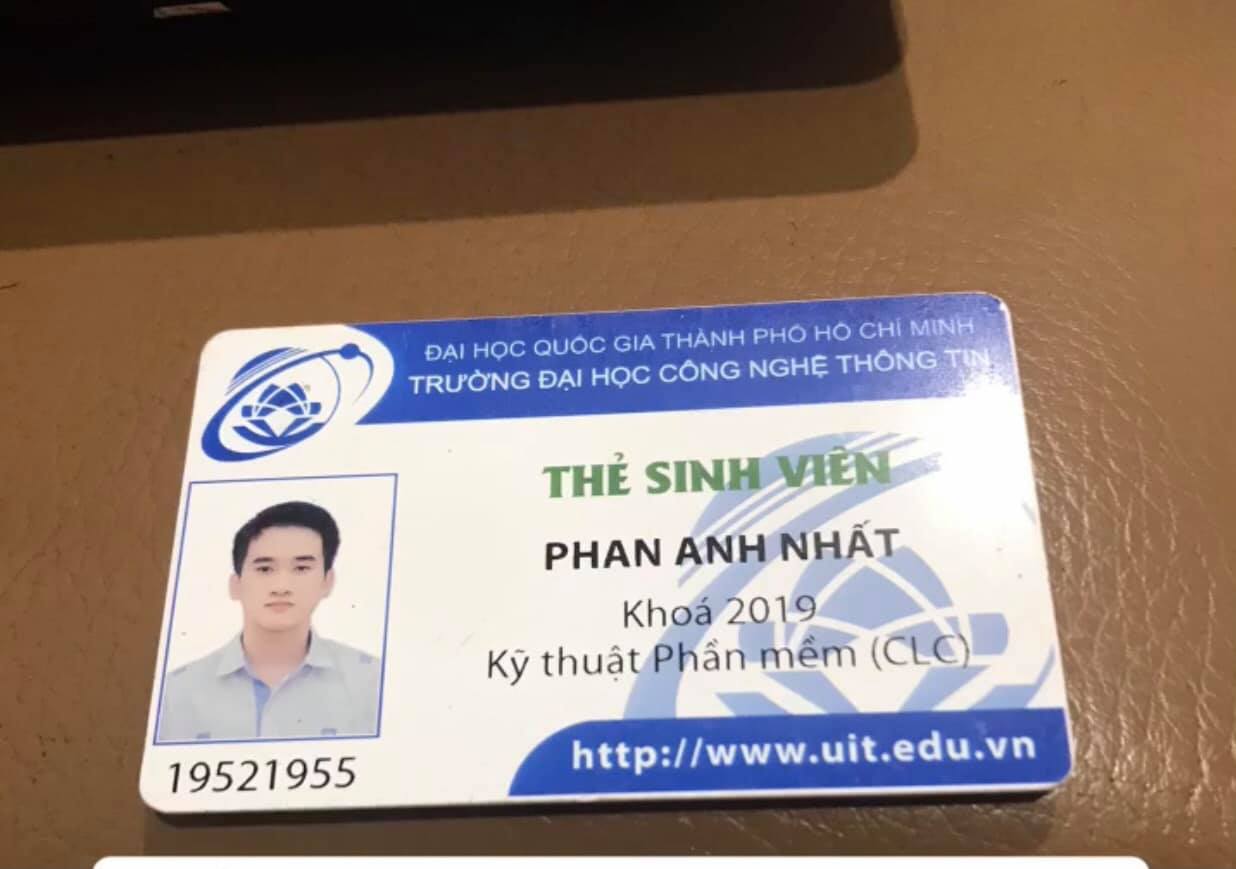 ĐẠI HỌC QUỐC GIA THÀNH PHỐ HỒ CHÍ MINH
TRƯỜNG ĐẠI HỌC CÔNG NGHỆ THÔNG TIN
THẺ SINH VIÊN
PHAN ANH NHẤT
Khoá 2019
Kỹ thuật Phần mềm (CLC)
19521955
http://www.uit.edu.vn